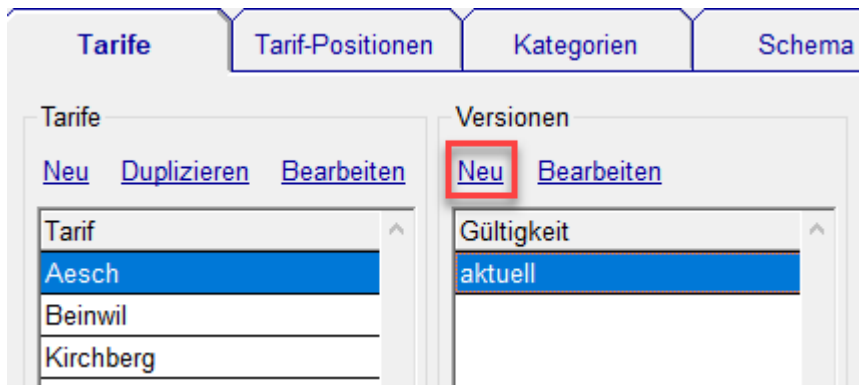 Tarife Tarif-Positionen Kategorien Schema
Tarife
Neu Duplizieren Bearbeiten
Tarif
Aesch
Beinwil
Kirchberg
Versionen
Neu Bearbeiten
Gültigkeit
aktuell